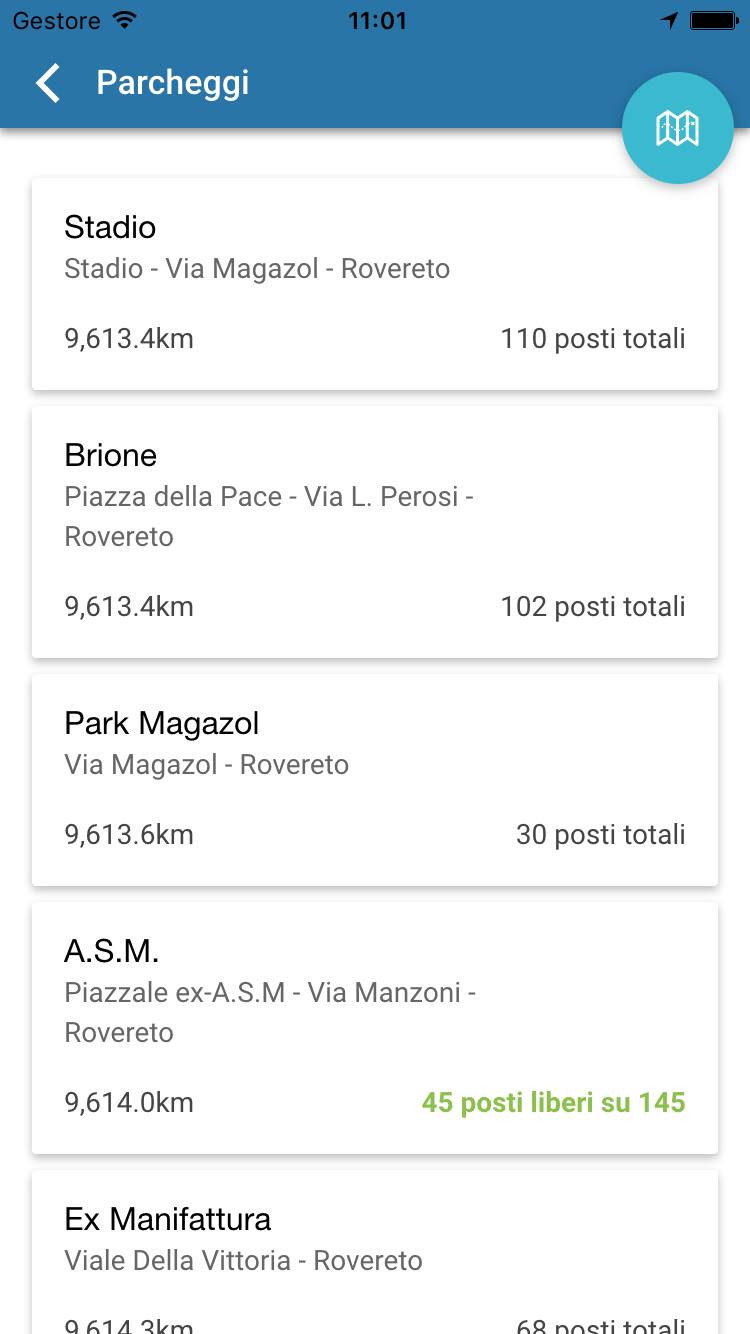 Gestore 11:01
Parcheggi
Stadio
Stadio - Via Magazol - Rovereto
9,613.4km 110 posti totali
Brione
Piazza della Pace - Via L. Perosi -
Rovereto
9,613.4km 102 posti totali
Park Magazol
Via Magazol - Rovereto
9,613.6km 30 posti totali
A.S.M.
Piazzale ex-A.S.M - Via Manzoni -
Rovereto
9,614.0km 45 posti liberi su 145
Ex Manifattura
Viale Della Vittoria - Rovereto
9,614.3km 68 posti totali